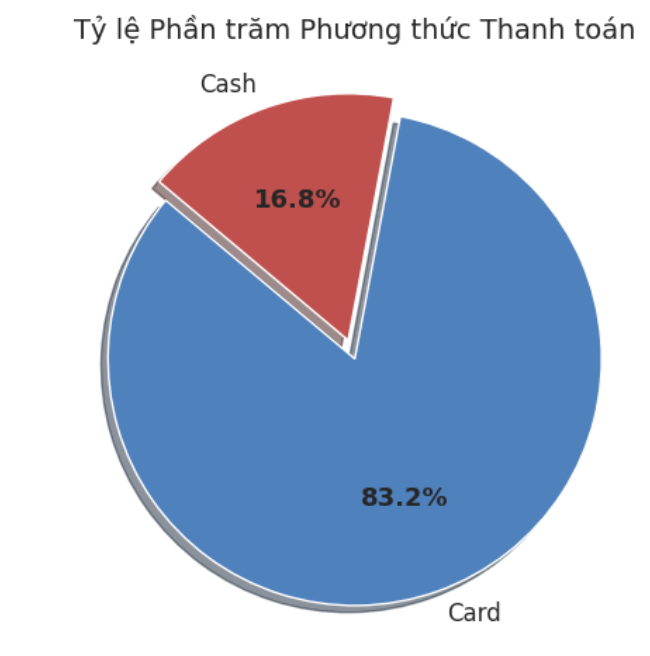 Tỷ lệ Phần trăm Phương thức Thanh toán
Cash
16.8%
83.2%
Card